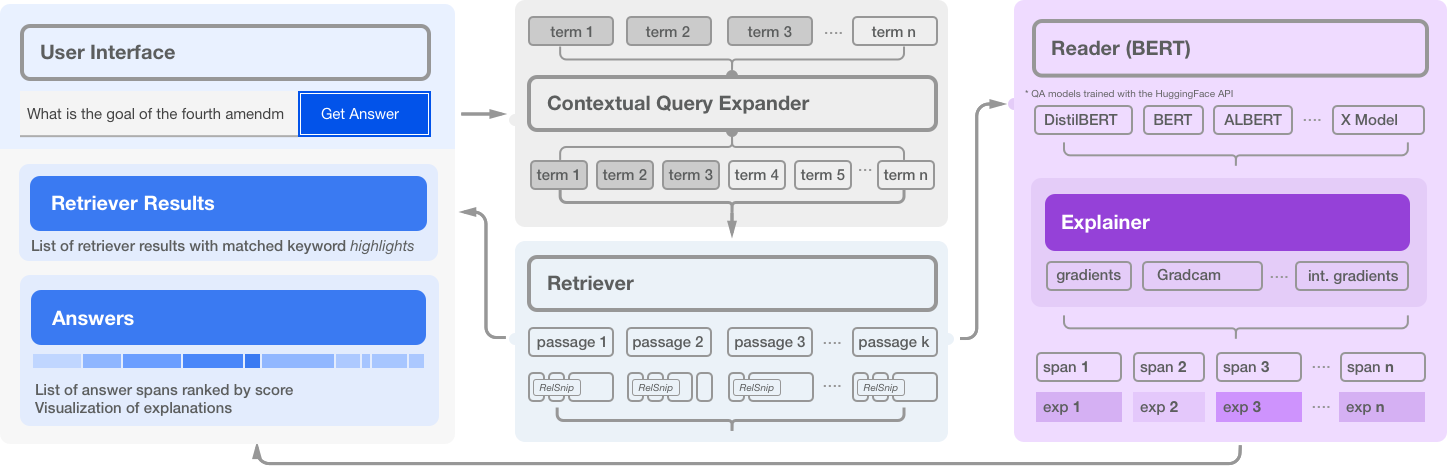 User Interface
What is the goal of the fourth amendm
Get Answer
Retriever Results
List of retriever results with matched keyword highlights
Answers
List of answer spans ranked by score
Visualization of explanations
term 1 term 2 term 3 .... term n
Contextual Query Expander
term 1 term 2 term 3 term 4 term 5 ... term n
Retriever
passage 1 passage 2 passage 3 .... passage k
RelSnip RelSnip RelSnip .... RelSnip
Reader (BERT)
* QA models trained with the HuggingFace API
DistilBERT BERT ALBERT .... X Model
Explainer
gradients Gradcam .... int. gradients
span 1 span 2 span 3 .... span n
exp 1 exp 2 exp 3 .... exp n